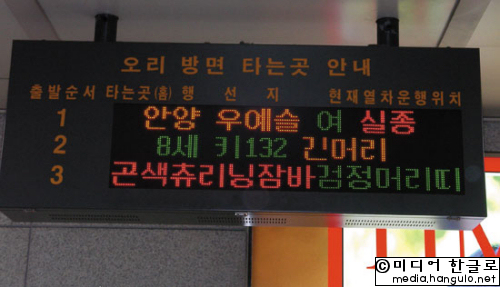 오리 방면 타는곳 안내
출발순서 타는곳(홈) 행 선 지 현재열차운행위치
1 안양 우예슬 여 실종
2 8세 키132 긴머리
3 곤색츄리닝잠바검정머리띠
ⓒ미디어 한글로
media.hangulo.net